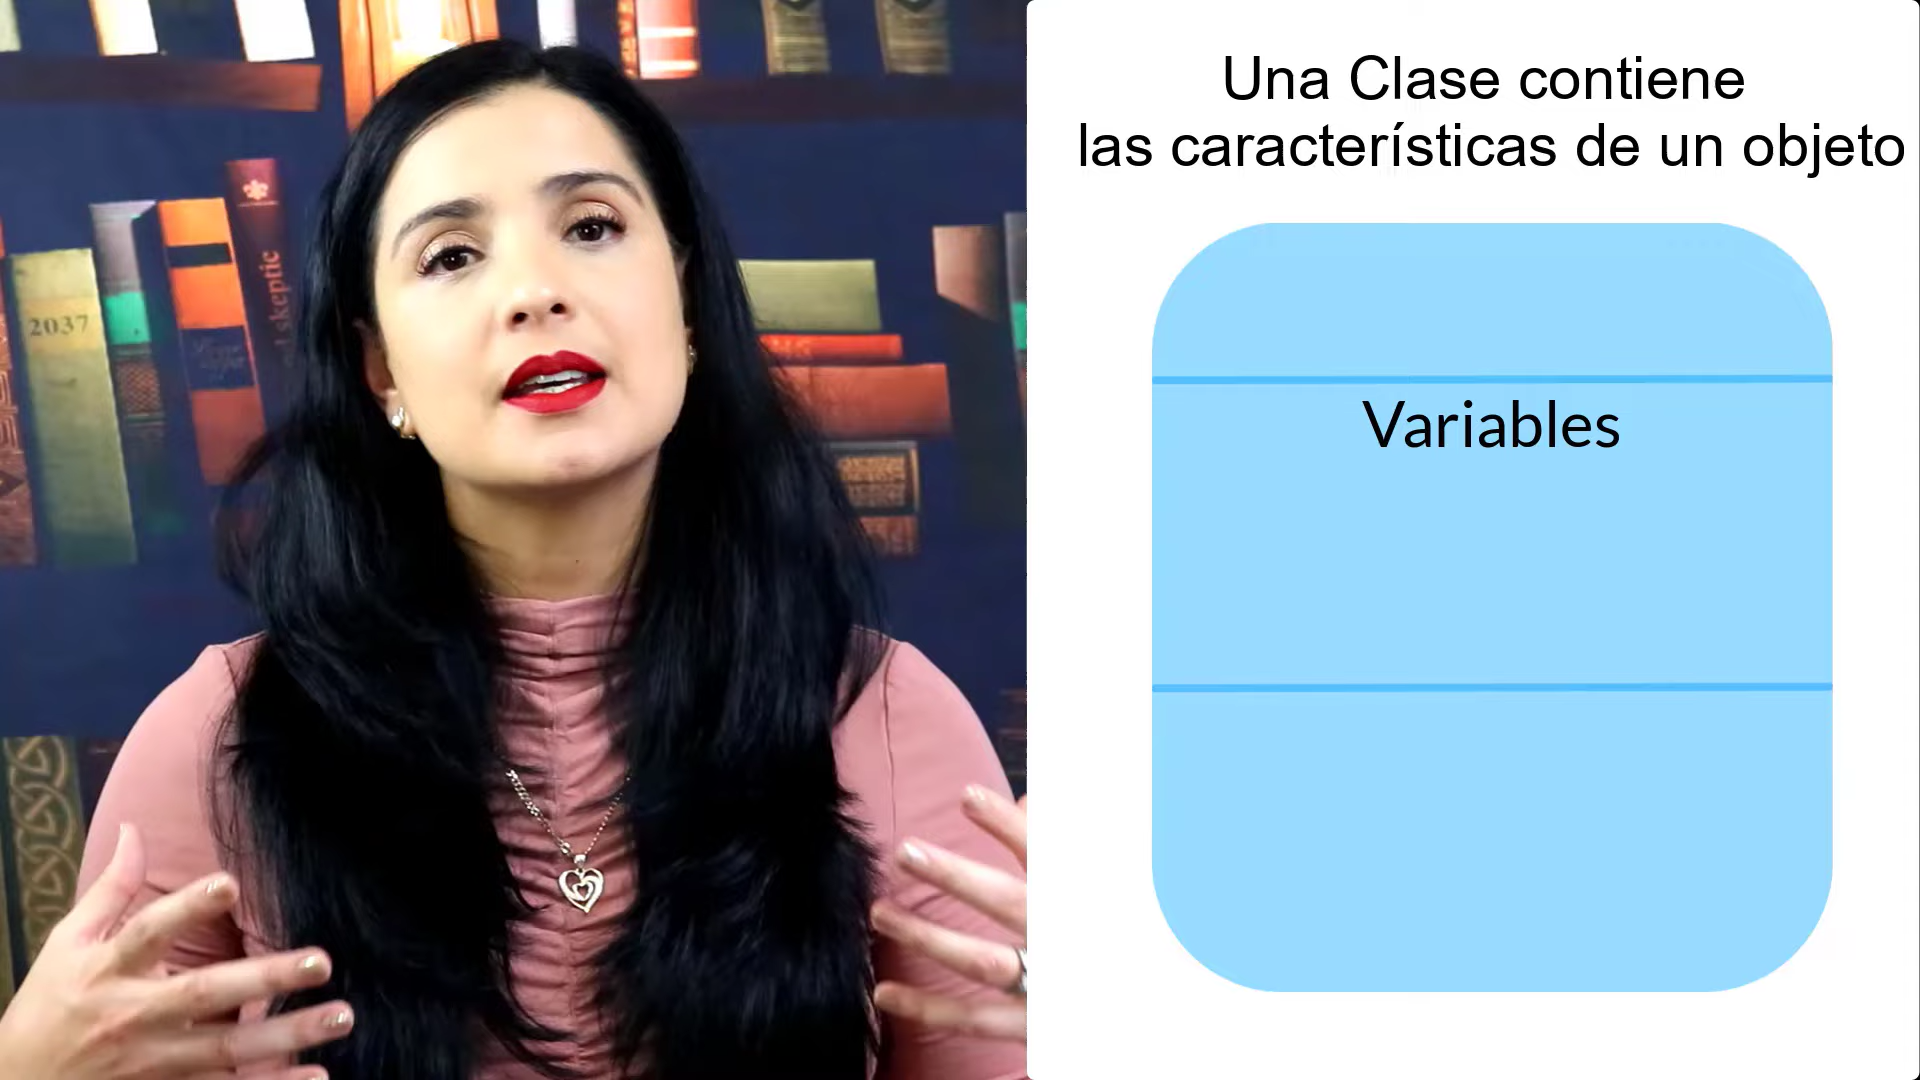 Una Clase contiene
las características de un objeto
Variables
2037
skeptic